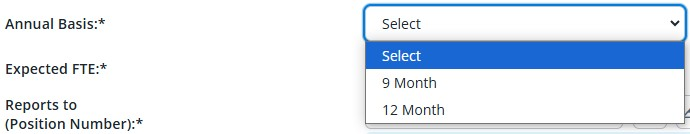 Annual Basis:*
Select
Select
Expected FTE:*
9 Month
12 Month
Reports to
(Position Number):*